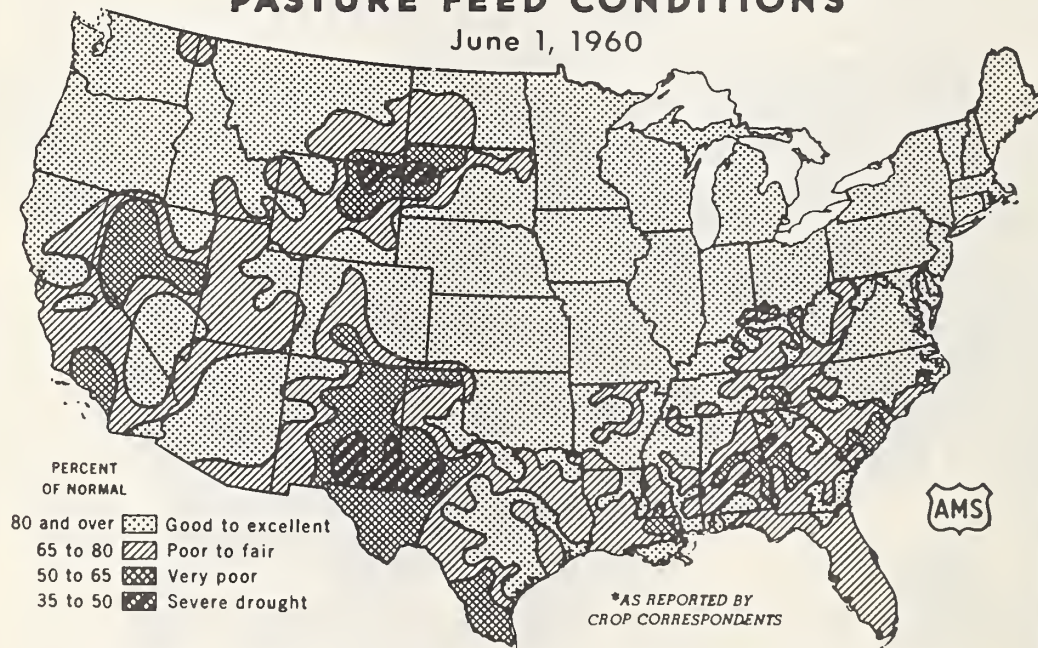 PASTURE FEED CONDITIONS
June 1, 1960
PERCENT
OF NORMAL
80 and over Good to excellent
65 to 80 Poor to fair
50 to 65 Very poor
35 to 50 Severe drought
*AS REPORTED BY
CROP CORRESPONDENTS
AMS